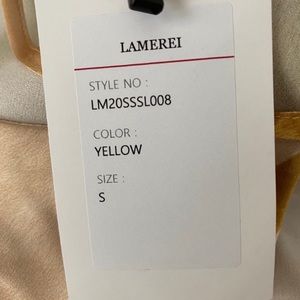 LAMEREI
STYLE NO :
LM20SSSL008
COLOR :
YELLOW
SIZE :
S